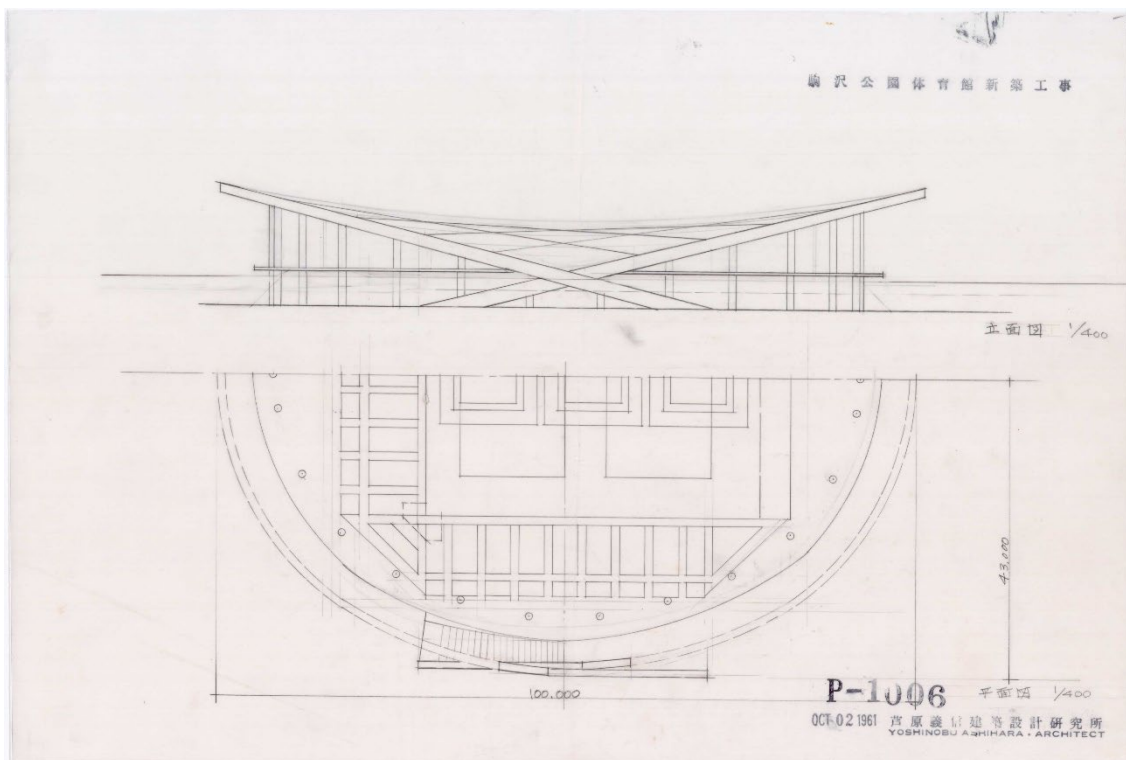 駒沢公園体育館新築工事
立面図 1/400
43.000
100.000
P-1006
平面図 1/400
OCT 02 1961
芦原義信建築設計研究所
YOSHINOBU ASHIHARA・ARCHITECT